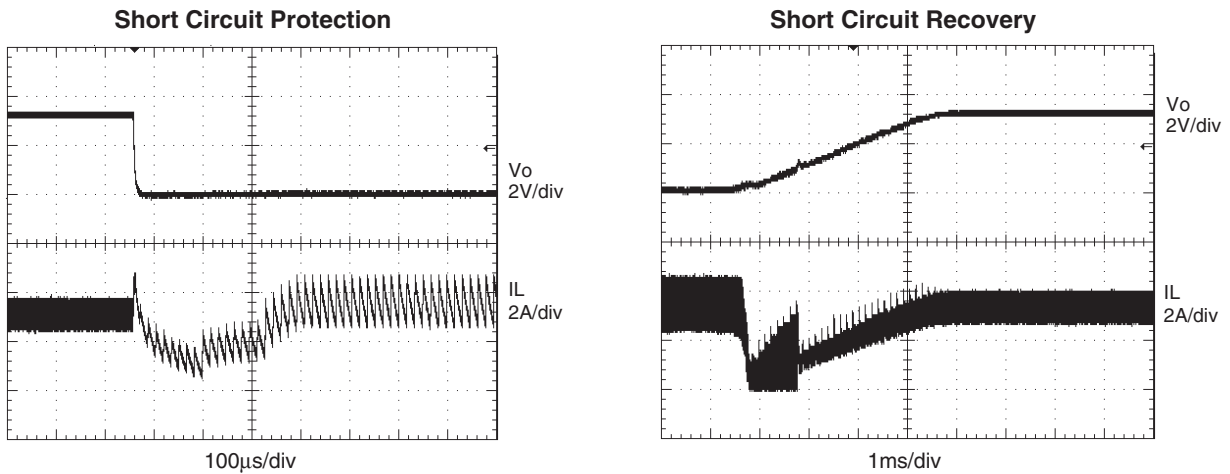 Short Circuit Protection
Vo
2V/div
IL
2A/div
100μs/div
Short Circuit Recovery
Vo
2V/div
IL
2A/div
1ms/div